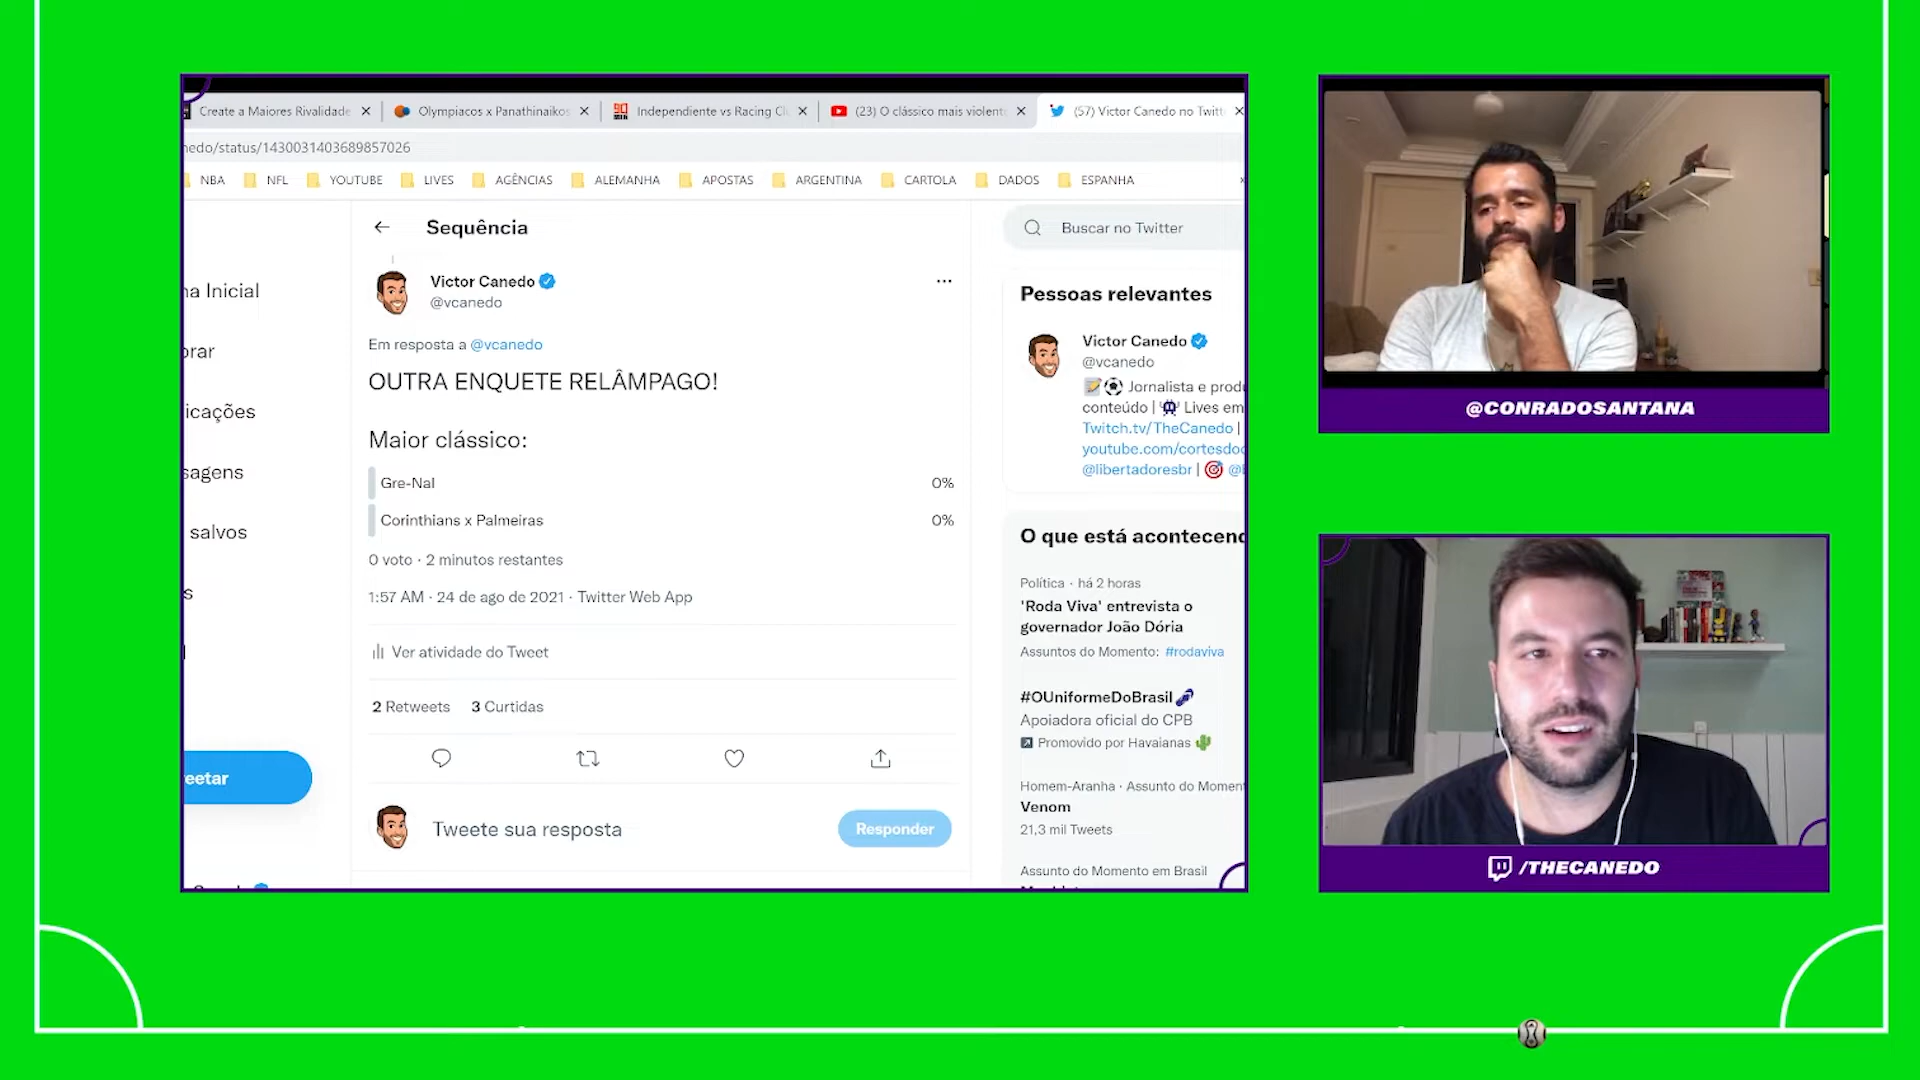 Create a Maiores Rivalidade
Olympiacos x Panathinaikos
Independiente vs Racing Cl
(23) O clássico mais violent
(57) Victor Canedo no Twitt
nedo/status/1430031403689857026
NBA
NFL
YOUTUBE
LIVES
AGÊNCIAS
ALEMANHA
APOSTAS
ARGENTINA
CARTOLA
DADOS
ESPANHA
na Inicial
orar
icações
sagens
salvos
s
eetar
Sequência
Victor Canedo
@vcanedo
Em resposta a @vcanedo
OUTRA ENQUETE RELÂMPAGO!
Maior clássico:
Gre-Nal 0%
Corinthians x Palmeiras 0%
0 voto · 2 minutos restantes
1:57 AM · 24 de ago de 2021 · Twitter Web App
Ver atividade do Tweet
2 Retweets 3 Curtidas
Tweete sua resposta
Responder
Buscar no Twitter
Pessoas relevantes
Victor Canedo
@vcanedo
Jornalista e produ
conteúdo | Lives em
Twitch.tv/TheCanedo |
youtube.com/cortesdoc
@libertadoresbr |
O que está acontecend
Política · há 2 horas
'Roda Viva' entrevista o
governador João Dória
Assuntos do Momento: #rodaviva
#OUniformeDoBrasil
Apoiadora oficial do CPB
Promovido por Havaianas
Homem-Aranha · Assunto do Moment
Venom
21,3 mil Tweets
Assunto do Momento em Brasil
@CONRADOSANTANA
/THECANEDO